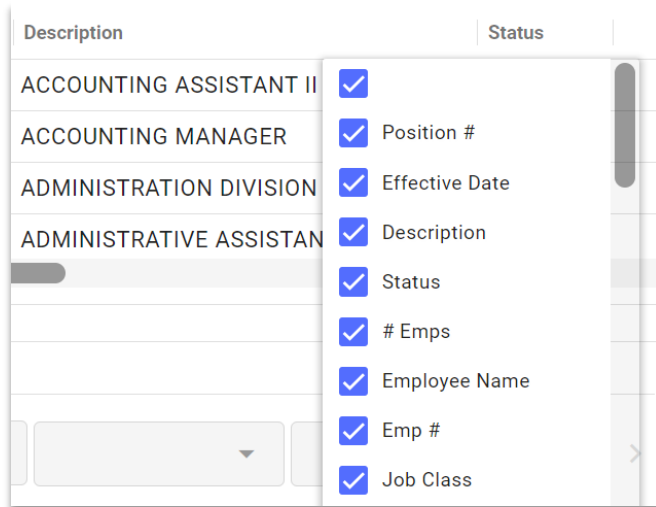 Description Status
ACCOUNTING ASSISTANT II
ACCOUNTING MANAGER
Position #
ADMINISTRATION DIVISION
Effective Date
ADMINISTRATIVE ASSISTAN
Description
Status
# Emps
Employee Name
Emp #
Job Class